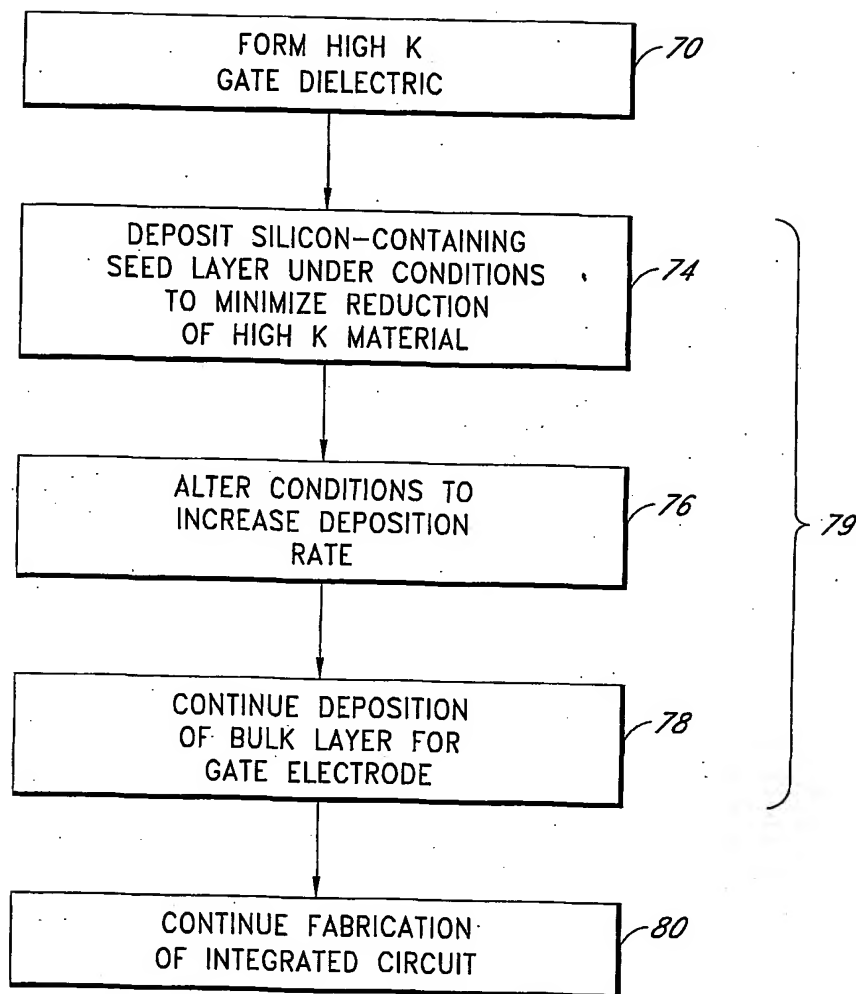 FORM HIGH K
GATE DIELECTRIC
70
DEPOSIT SILICON-CONTAINING
SEED LAYER UNDER CONDITIONS
TO MINIMIZE REDUCTION
OF HIGH K MATERIAL
74
ALTER CONDITIONS TO
INCREASE DEPOSITION
RATE
76
79
CONTINUE DEPOSITION
OF BULK LAYER FOR
GATE ELECTRODE
78
CONTINUE FABRICATION
OF INTEGRATED CIRCUIT
80